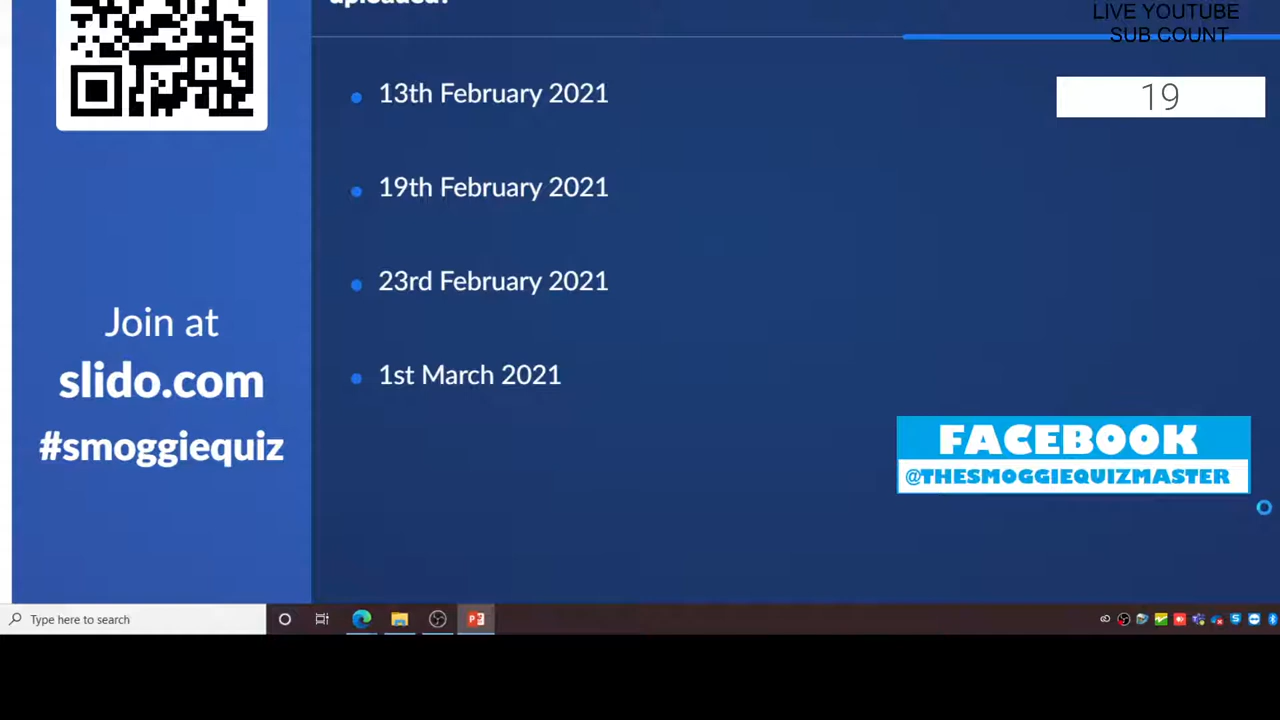 uploaded?
LIVE YOUTUBE
SUB COUNT
13th February 2021
19
19th February 2021
23rd February 2021
1st March 2021
Join at
slido.com
#smoggiequiz
FACEBOOK
@THESMOGGIEQUIZMASTER
Type here to search